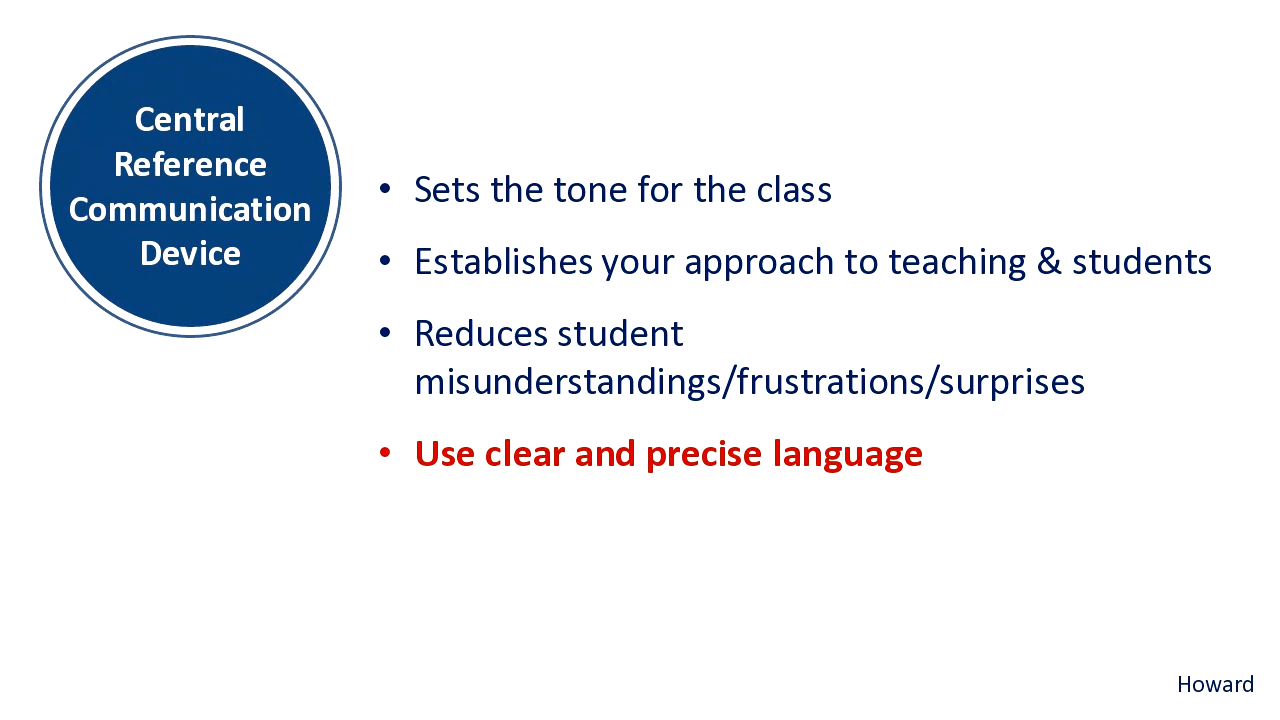 Central
Reference
Communication
Device
• Sets the tone for the class
• Establishes your approach to teaching & students
• Reduces student
misunderstandings/frustrations/surprises
• Use clear and precise language
Howard